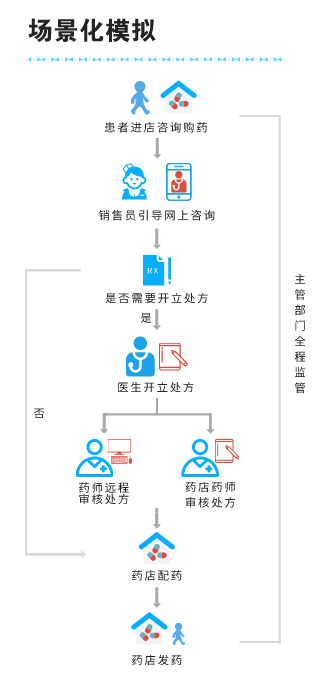 场景化模拟
患者进店咨询购药
销售员引导网上咨询
RX
是否需要开立处方
是
医生开立处方
否
药师远程
审核处方
药店药师
审核处方
药店配药
药店发药
主管部门全程监管